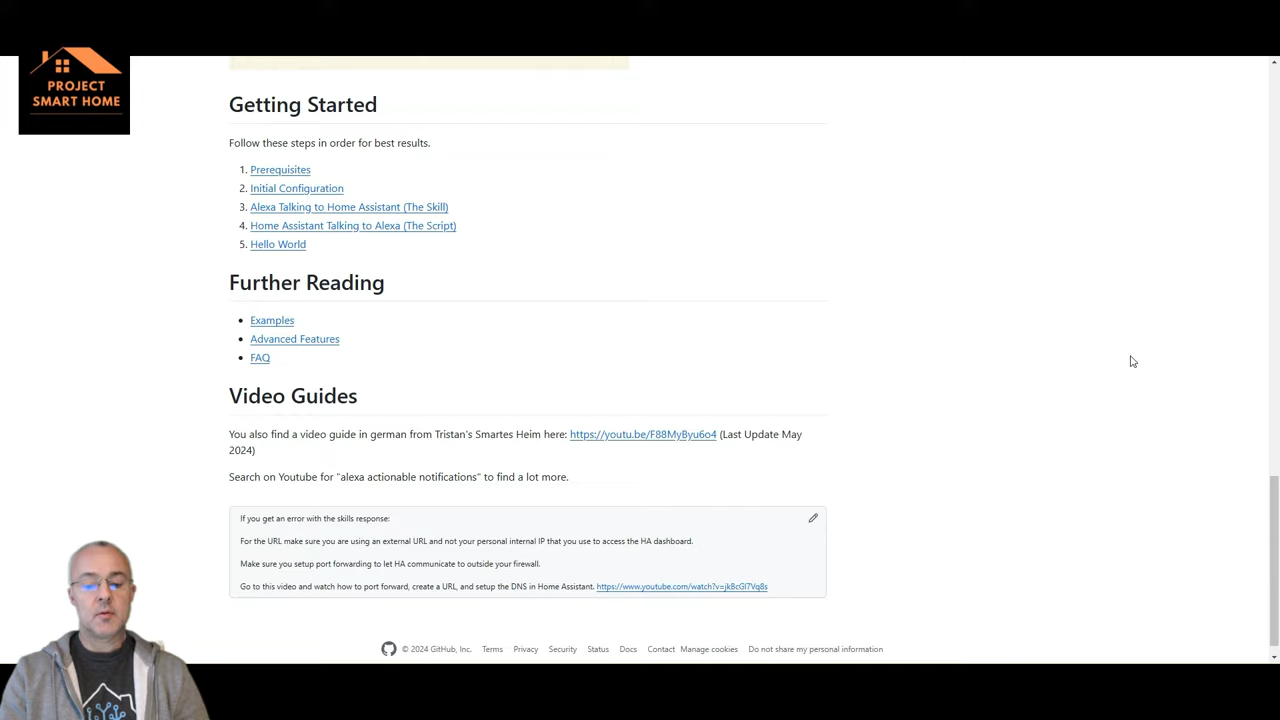 PROJECT
SMART HOME
Getting Started
Follow these steps in order for best results.
1. Prerequisites
2. Initial Configuration
3. Alexa Talking to Home Assistant (The Skill)
4. Home Assistant Talking to Alexa (The Script)
5. Hello World
Further Reading
Examples
Advanced Features
FAQ
Video Guides
You also find a video guide in german from Tristan's Smartes Heim here: https://youtu.be/F88MyByu6o4 (Last Update May
2024)
Search on Youtube for "alexa actionable notifications" to find a lot more.
If you get an error with the skills response:
For the URL make sure you are using an external URL and not your personal internal IP that you use to access the HA dashboard.
Make sure you setup port forwarding to let HA communicate to outside your firewall.
Go to this video and watch how to port forward, create a URL, and setup the DNS in Home Assistant. https://www.youtube.com/watch?v=jkBcGl7Vq8s
© 2024 GitHub, Inc. Terms Privacy Security Status Docs Contact Manage cookies Do not share my personal information